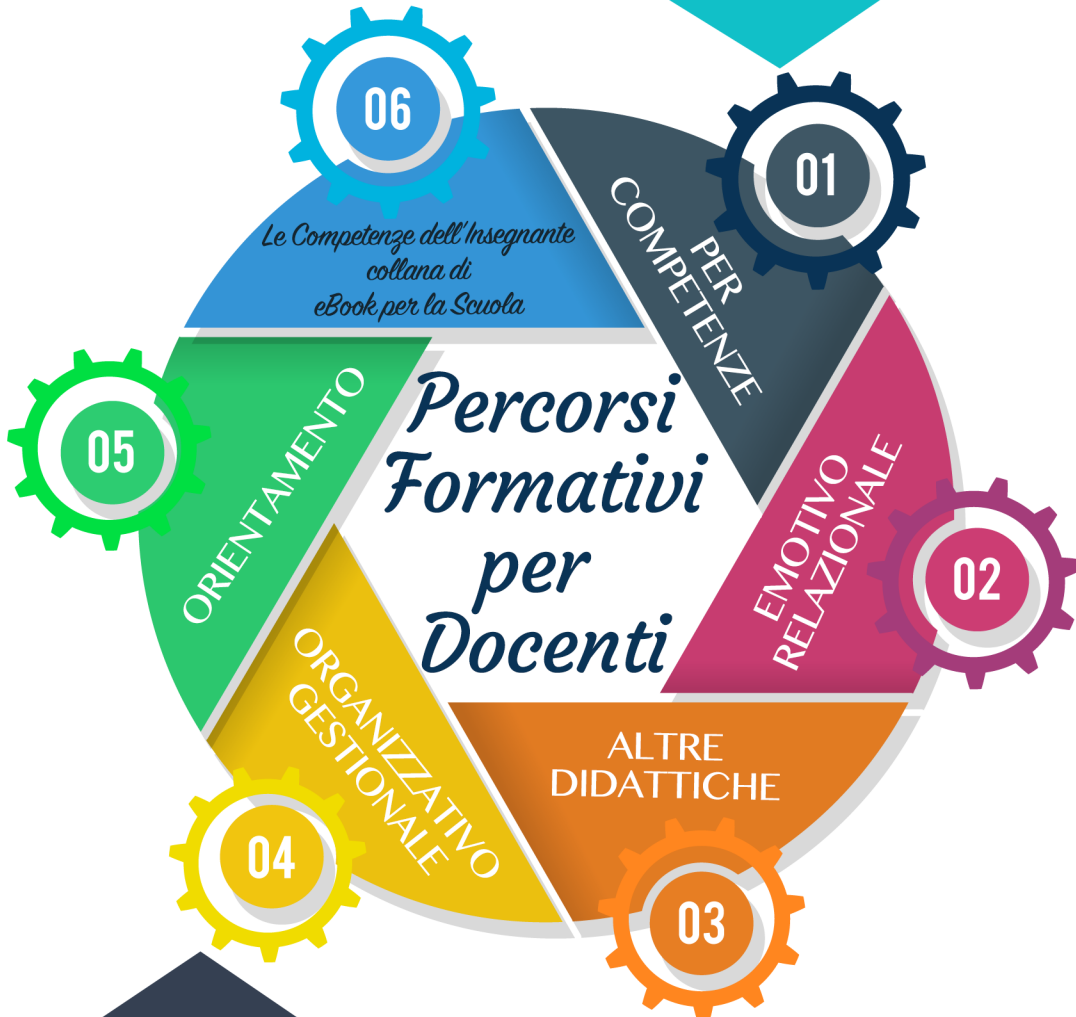 Percorsi
Formativi
per
Docenti
01
PER
COMPETENZE
02
EMOTIVO
RELAZIONALE
03
ALTRE
DIDATTICHE
04
ORGANIZZATIVO
GESTIONALE
05
ORIENTAMENTO
06
Le Competenze dell'Insegnante
collana di
eBook per la Scuola